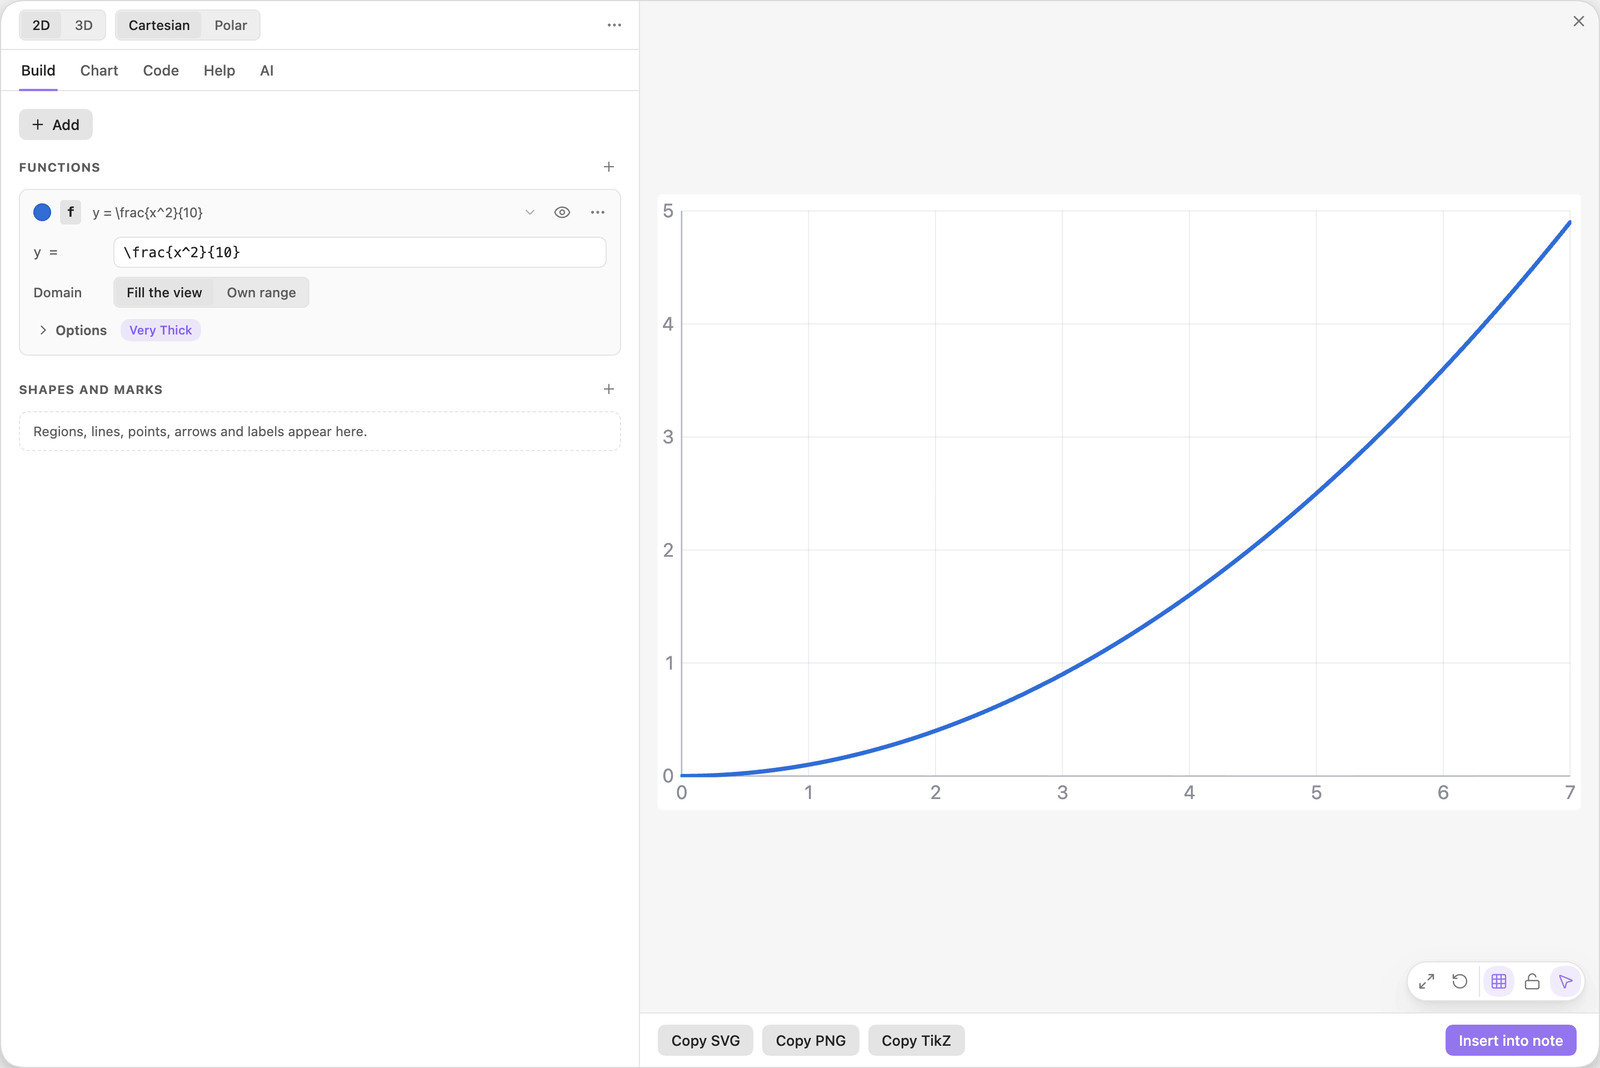 2D 3D Cartesian Polar
Build Chart Code Help AI
+ Add
FUNCTIONS
f y = \frac{x^2}{10}
y = \frac{x^2}{10}
Domain Fill the view Own range
Options Very Thick
SHAPES AND MARKS
Regions, lines, points, arrows and labels appear here.
5
4
3
2
1
0
0 1 2 3 4 5 6 7
Copy SVG Copy PNG Copy TikZ Insert into note